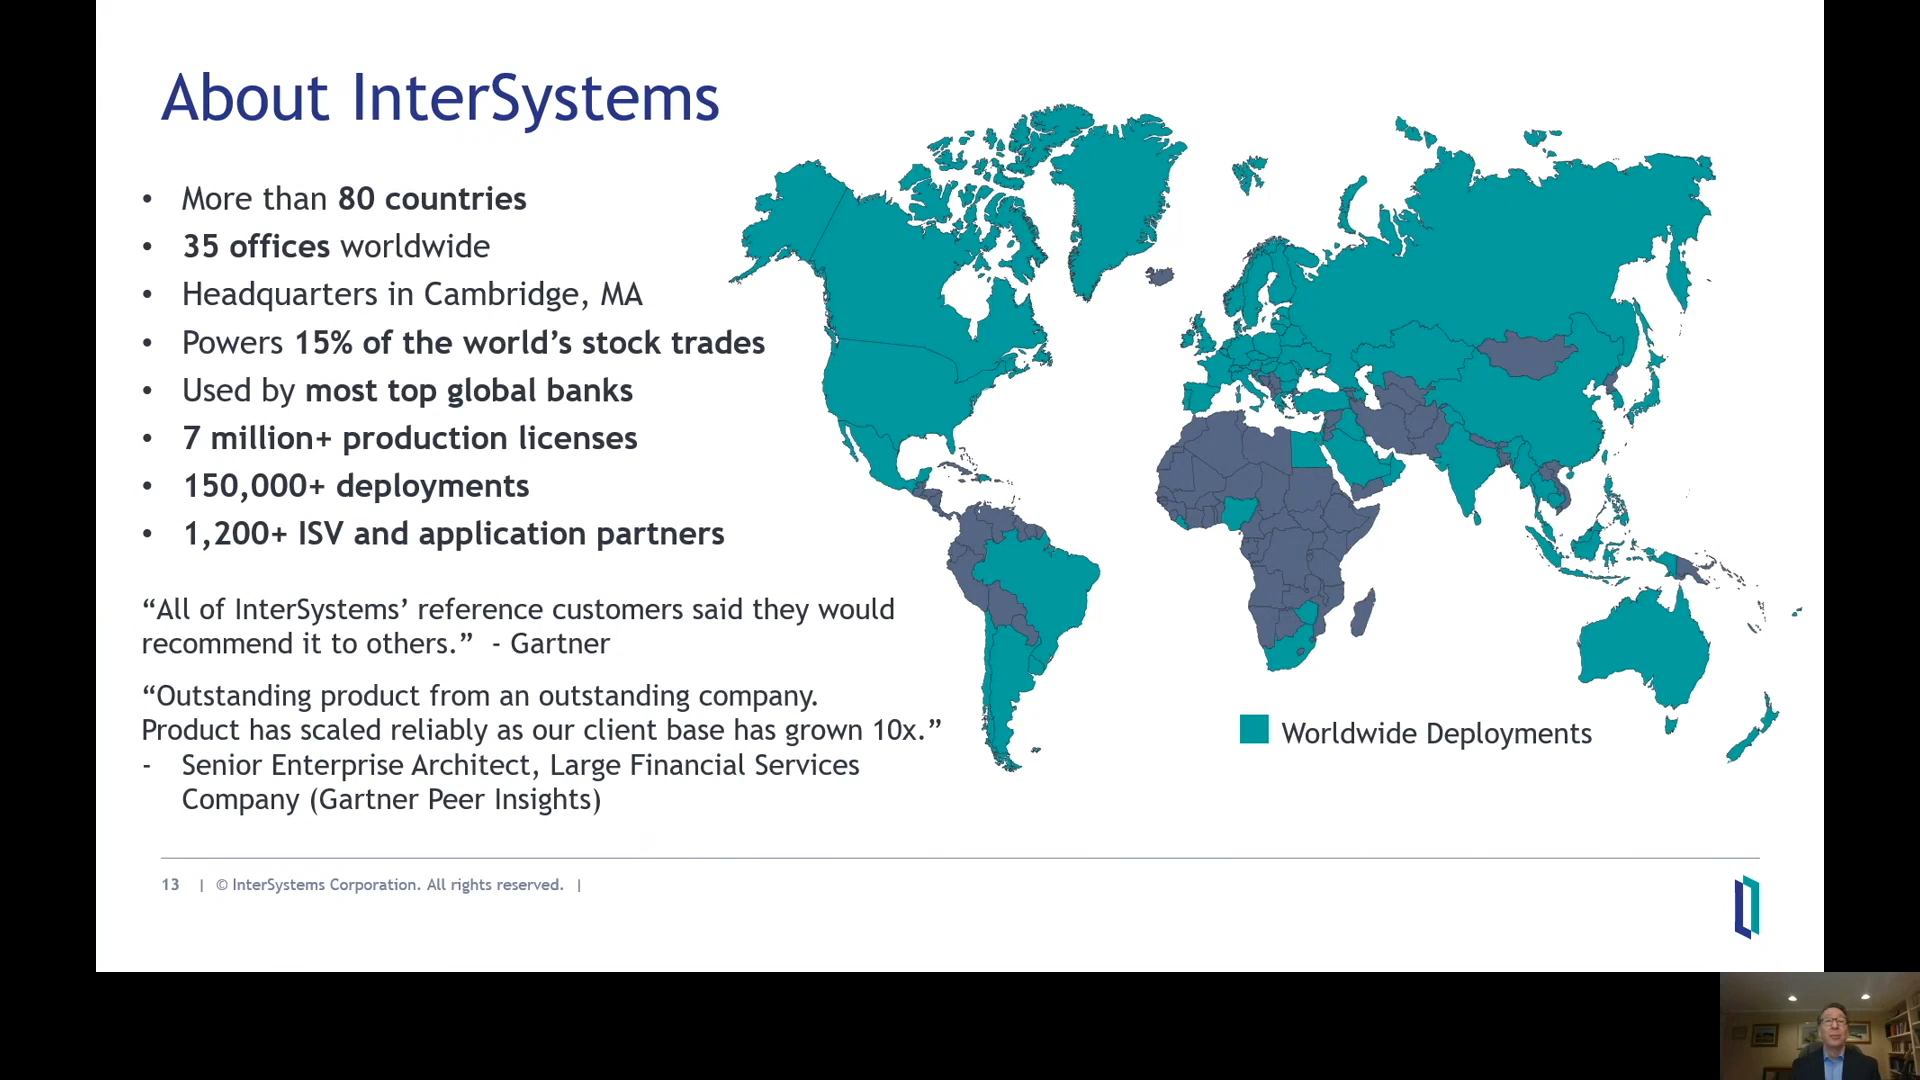 About InterSystems
• More than 80 countries
• 35 offices worldwide
• Headquarters in Cambridge, MA
• Powers 15% of the world’s stock trades
• Used by most top global banks
• 7 million+ production licenses
• 150,000+ deployments
• 1,200+ ISV and application partners
“All of InterSystems’ reference customers said they would
recommend it to others.” - Gartner
“Outstanding product from an outstanding company.
Product has scaled reliably as our client base has grown 10x.”
- Senior Enterprise Architect, Large Financial Services
Company (Gartner Peer Insights)
Worldwide Deployments
13 | © InterSystems Corporation. All rights reserved. |